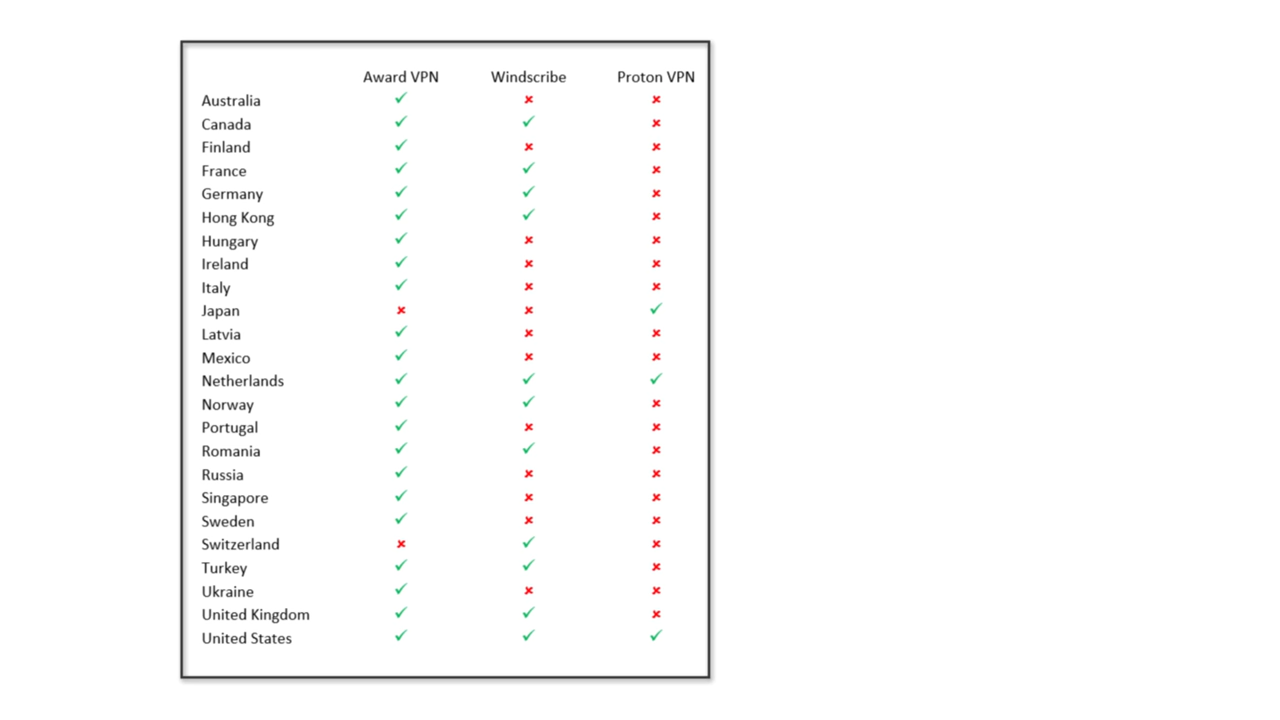 Award VPN Windscribe Proton VPN
Australia ✓ ✗ ✗
Canada ✓ ✓ ✗
Finland ✓ ✗ ✗
France ✓ ✓ ✗
Germany ✓ ✓ ✗
Hong Kong ✓ ✓ ✗
Hungary ✓ ✗ ✗
Ireland ✓ ✗ ✗
Italy ✓ ✗ ✗
Japan ✗ ✗ ✓
Latvia ✓ ✗ ✗
Mexico ✓ ✗ ✗
Netherlands ✓ ✓ ✓
Norway ✓ ✓ ✗
Portugal ✓ ✗ ✗
Romania ✓ ✓ ✗
Russia ✓ ✗ ✗
Singapore ✓ ✗ ✗
Sweden ✓ ✗ ✗
Switzerland ✗ ✓ ✗
Turkey ✓ ✓ ✗
Ukraine ✓ ✗ ✗
United Kingdom ✓ ✓ ✗
United States ✓ ✓ ✓